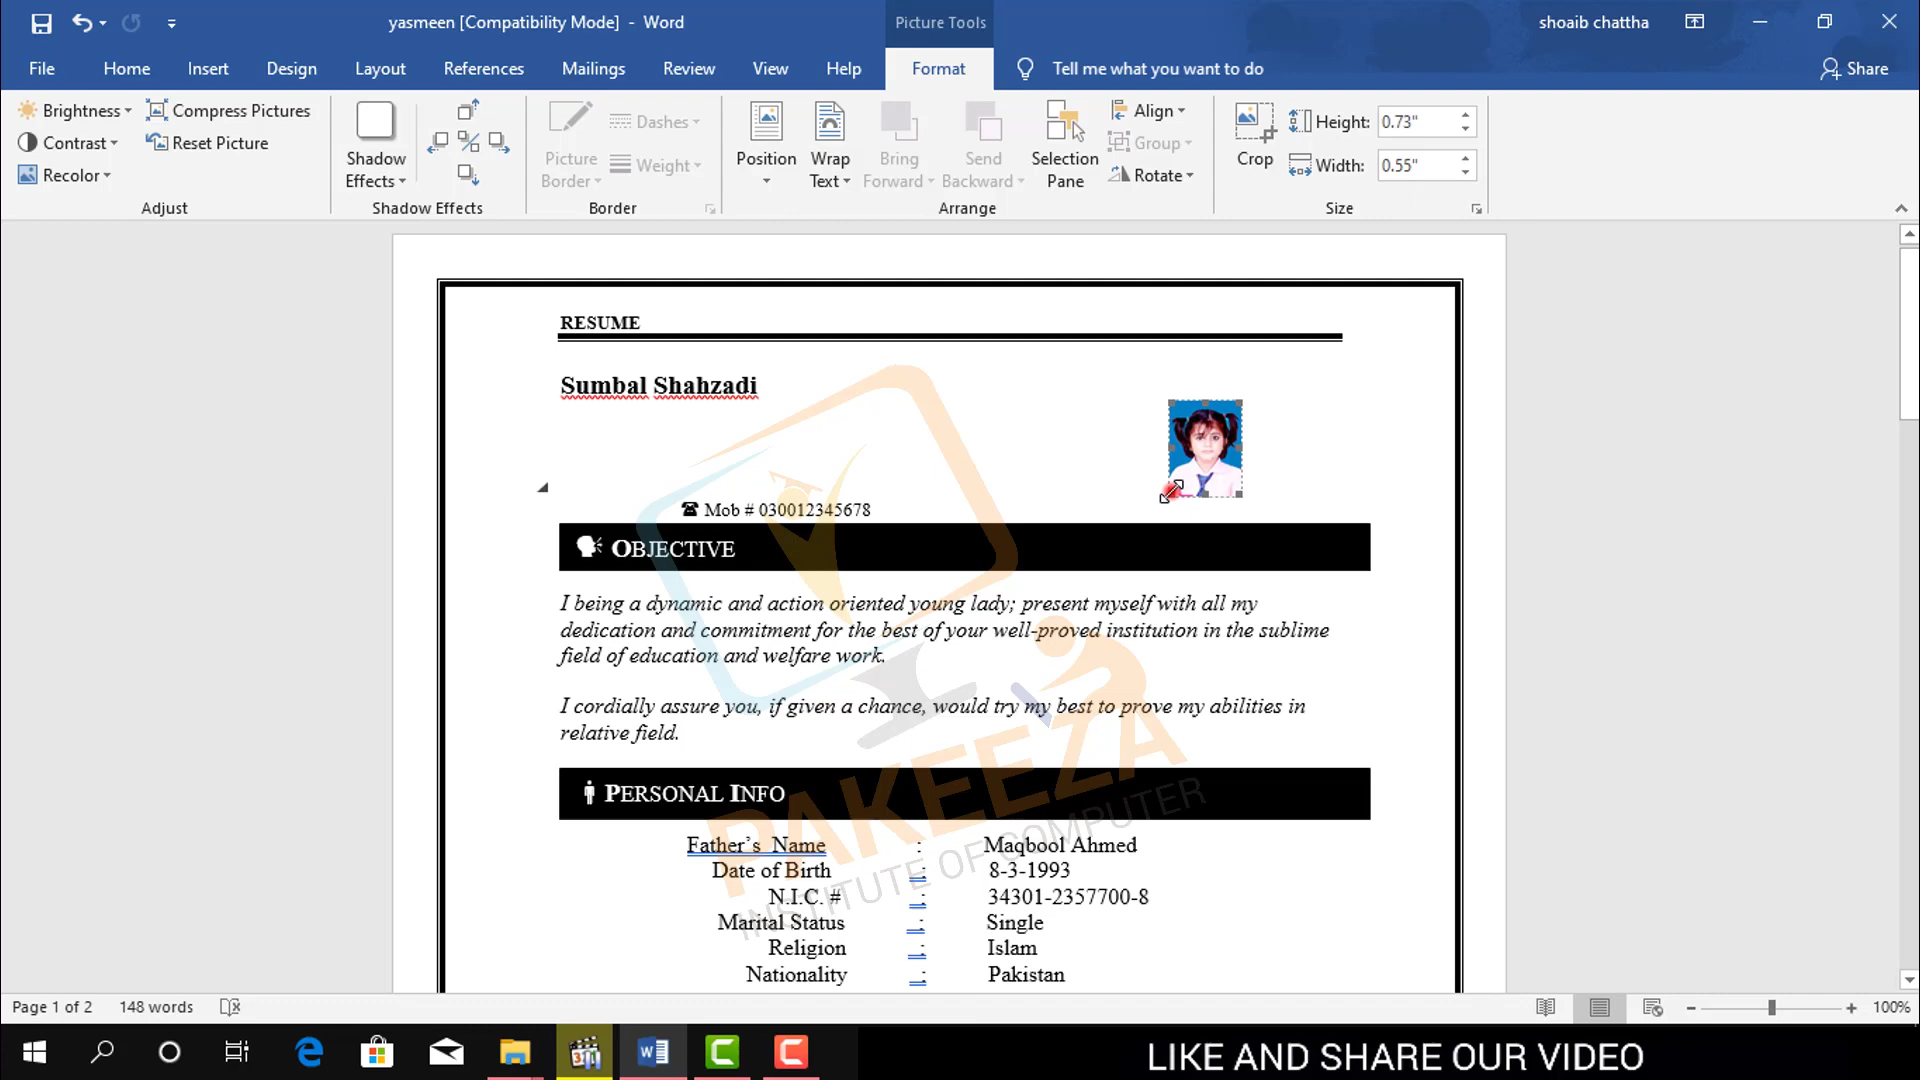 yasmeen [Compatibility Mode] - Word
Picture Tools
shoaib chattha
File Home Insert Design Layout References Mailings Review View Help Format Tell me what you want to do Share
Brightness Compress Pictures
Contrast Reset Picture
Recolor
Adjust
Shadow Effects
Shadow Effects
Picture Border
Dashes
Weight
Border
Position
Wrap Text
Bring Forward
Send Backward
Selection Pane
Align
Group
Rotate
Arrange
Crop
Height: 0.73"
Width: 0.55"
Size
RESUME
Sumbal Shahzadi
Mob # 030012345678
OBJECTIVE
I being a dynamic and action oriented young lady; present myself with all my
dedication and commitment for the best of your well-proved institution in the sublime
field of education and welfare work.
I cordially assure you, if given a chance, would try my best to prove my abilities in
relative field.
PERSONAL INFO
Father’s Name : Maqbool Ahmed
Date of Birth : 8-3-1993
N.I.C. # : 34301-2357700-8
Marital Status : Single
Religion : Islam
Nationality : Pakistan
PAKEEZA
INSTITUTE OF COMPUTER
Page 1 of 2 148 words
100%
LIKE AND SHARE OUR VIDEO